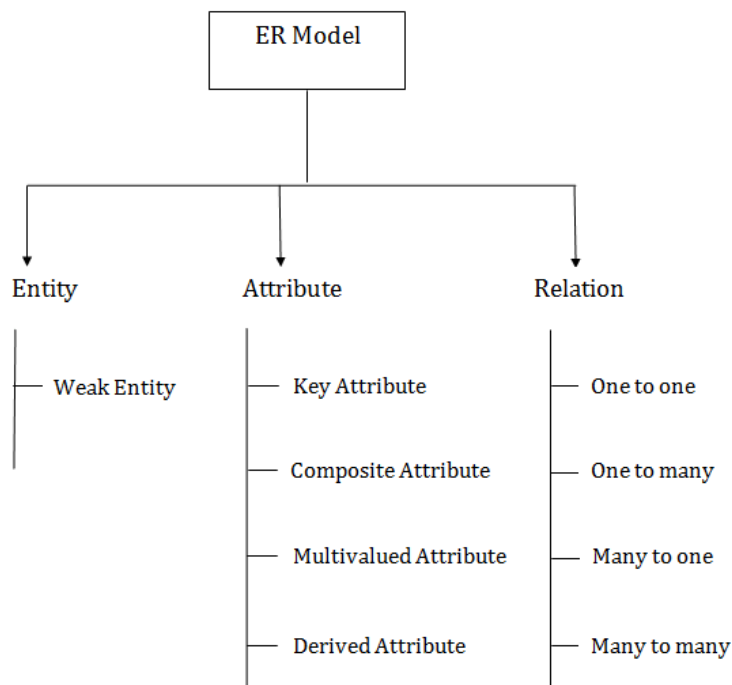 ER Model
Entity
Attribute
Relation
Weak Entity
Key Attribute
One to one
Composite Attribute
One to many
Multivalued Attribute
Many to one
Derived Attribute
Many to many